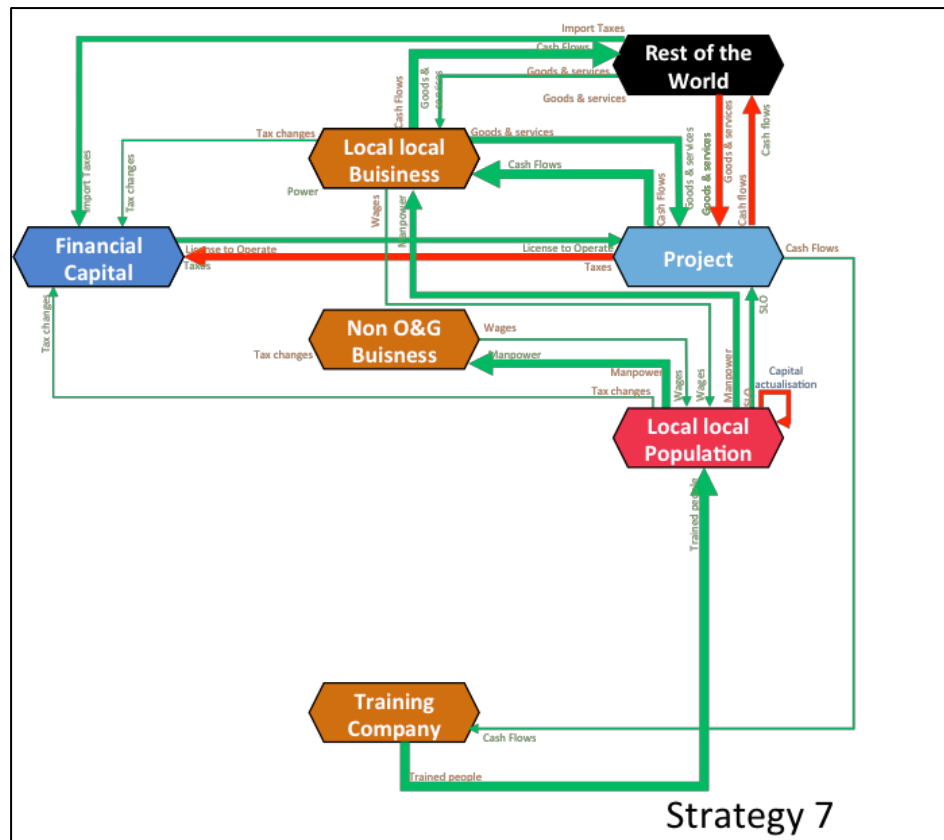 Import Taxes
Cash Flows
Rest of the
World
Goods & services
Goods & services
Cash Flows
Goods &
services
Tax changes
Local local
Buisiness
Goods & services
Cash Flows
Power
Import Taxes
Tax changes
Wages
Manpower
Cash Flows
Goods & services
Goods & services
Goods & services
Cash flows
Cash flows
Financial
Capital
License to Operate
Taxes
License to Operate
Taxes
Project
Cash Flows
Tax changes
Non O&G
Buisness
Wages
Manpower
Tax changes
Manpower
Tax changes
Wages
Wages
Manpower
SLO
SLO
Capital
actualisation
Local local
Population
Trained people
Training
Company
Cash Flows
Trained people
Strategy 7